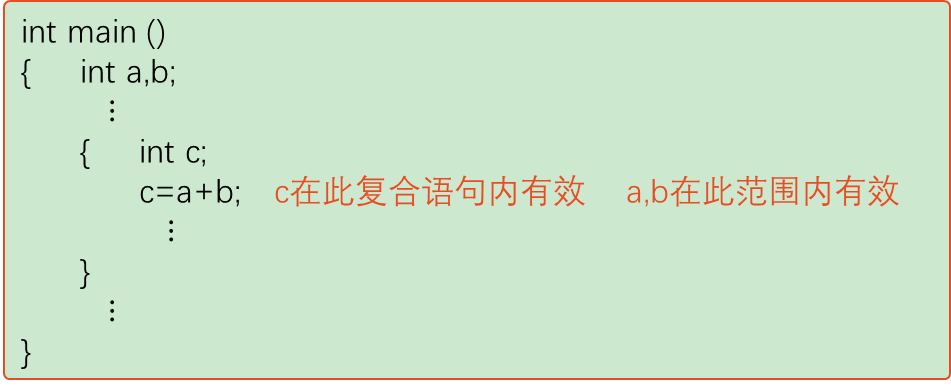 int main ()
{ int a,b;
⋮
{ int c;
c=a+b; c在此复合语句内有效 a,b在此范围内有效
⋮
}
⋮
}